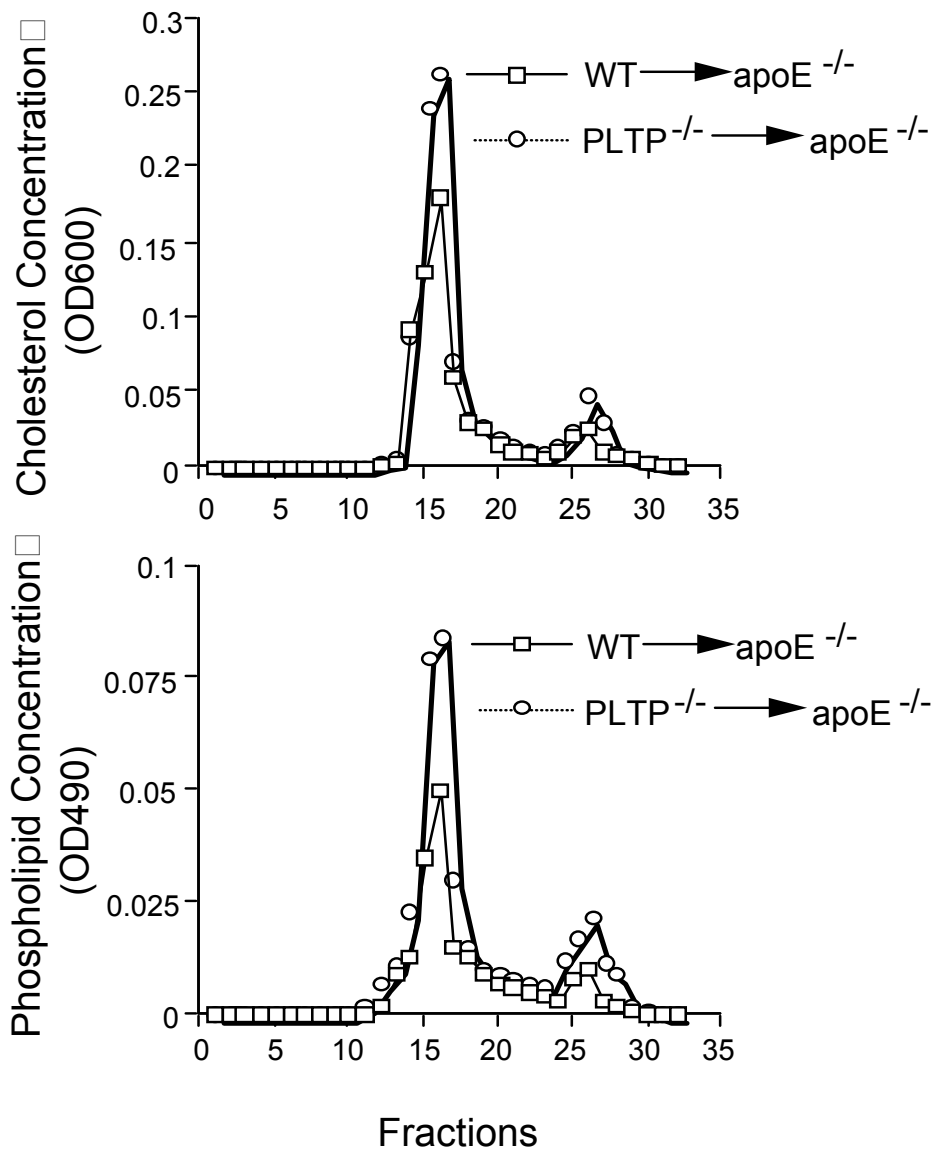 Cholesterol Concentration□
(OD600)
0.3
0.25
0.2
0.15
0.1
0.05
0
WT apoE -/-
PLTP -/- apoE -/-
0 5 10 15 20 25 30 35
Phospholipid Concentration□
(OD490)
0.1
0.075
0.05
0.025
0
WT apoE -/-
PLTP -/- apoE -/-
0 5 10 15 20 25 30 35
Fractions